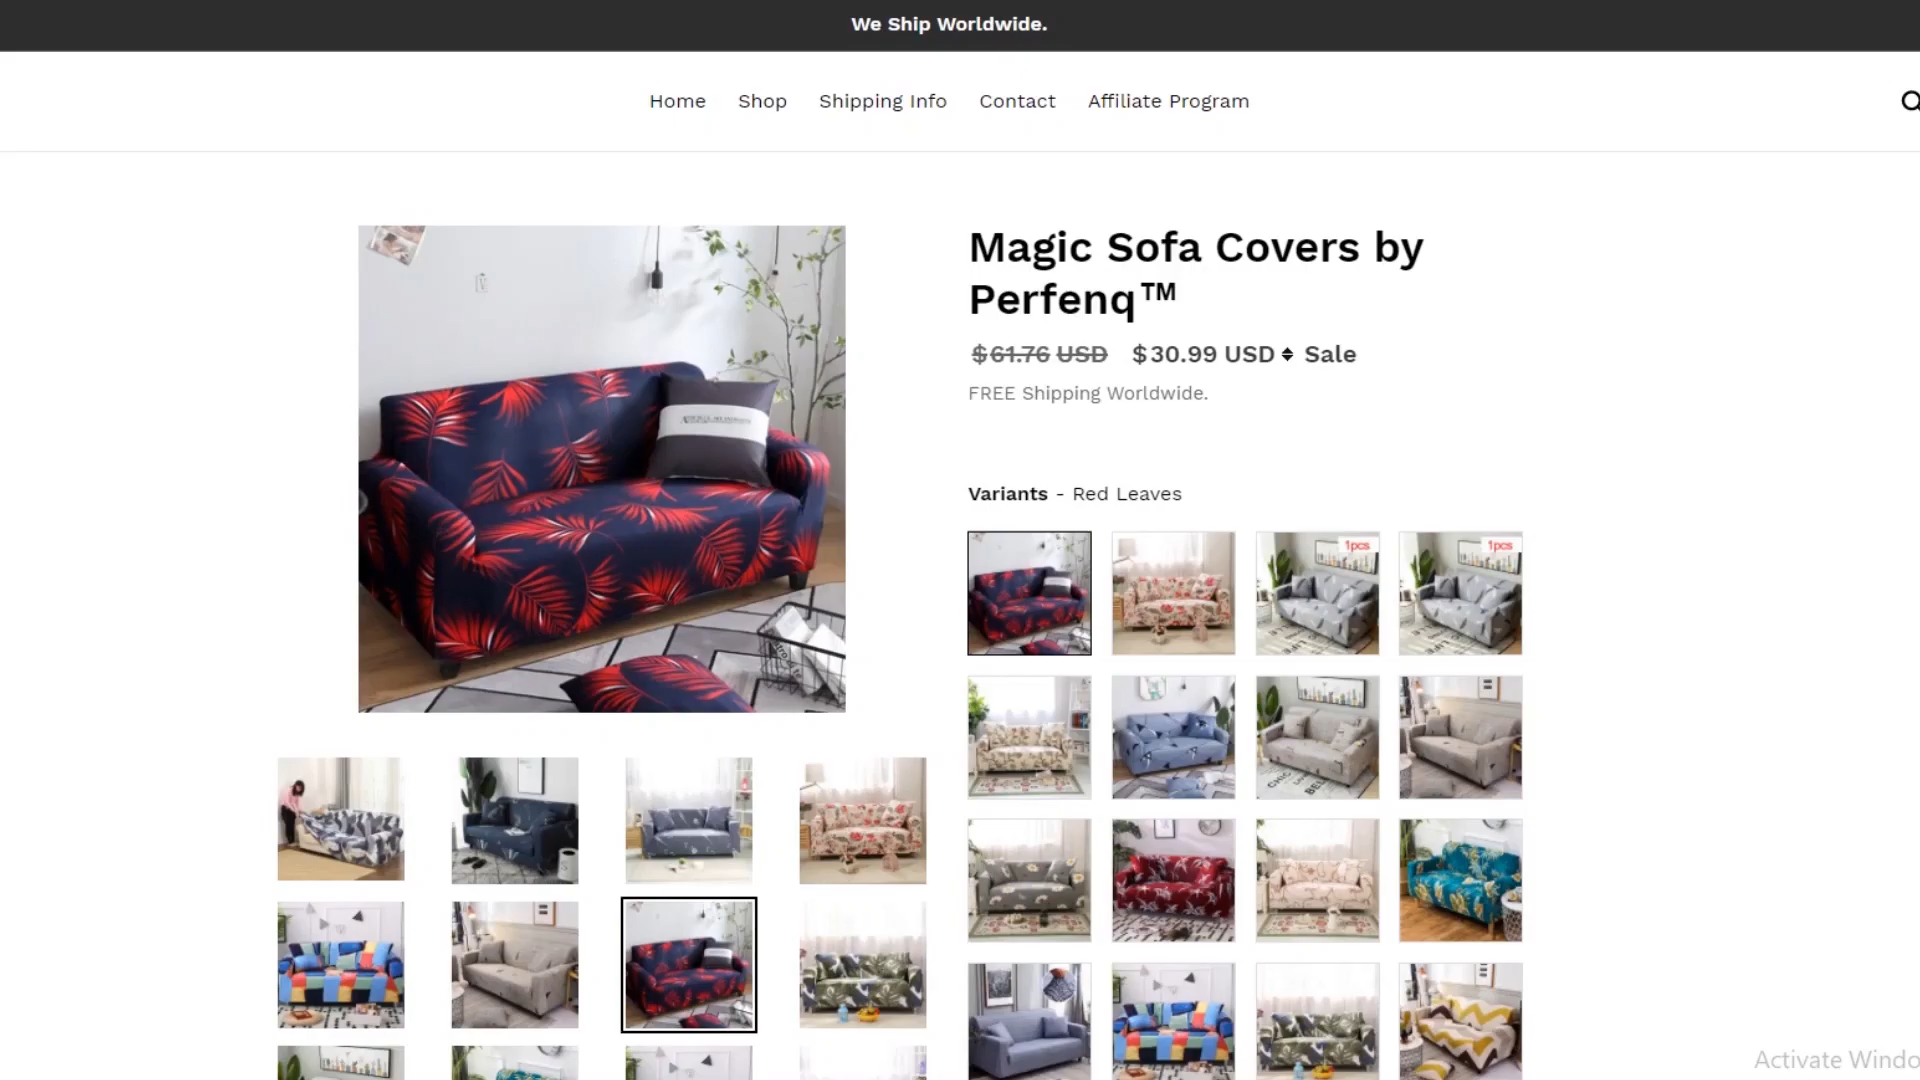 We Ship Worldwide.
Home Shop Shipping Info Contact Affiliate Program
Magic Sofa Covers by
Perfenq™
$61.76 USD $30.99 USD Sale
FREE Shipping Worldwide.
Variants - Red Leaves
1pcs 1pcs
Activate Windo